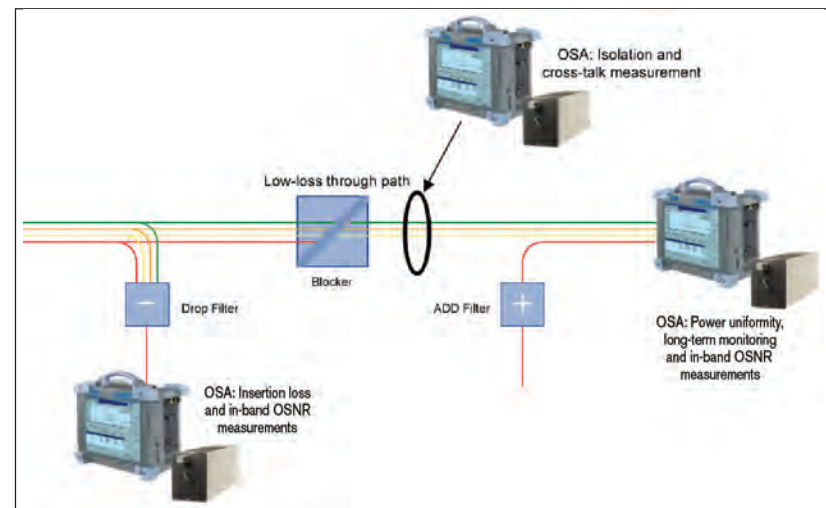 OSA: Isolation and
cross-talk measurement
Low-loss through path
Blocker
Drop Filter
ADD Filter
OSA: Power uniformity,
long-term monitoring
and in-band OSNR
measurements
OSA: Insertion loss
and in-band OSNR
measurements